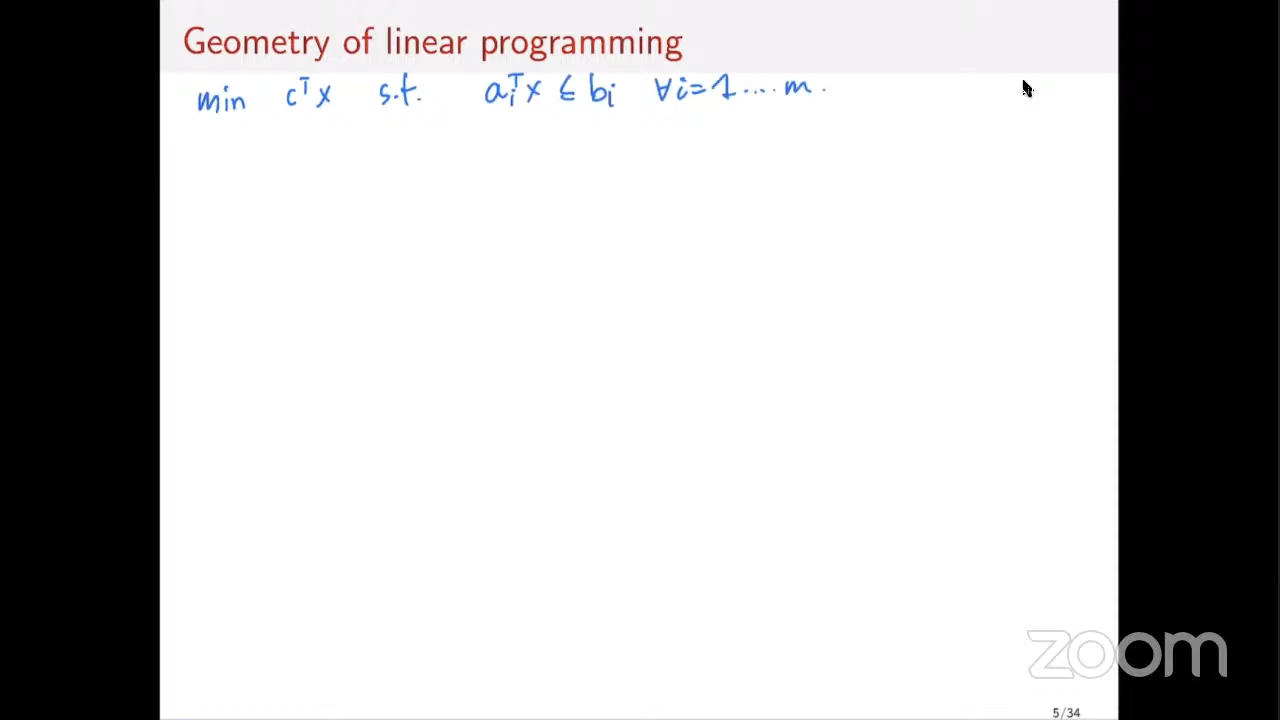 Geometry of linear programming
min cᵀx s.t. aᵢᵀx ≤ bᵢ ∀i=1....m.
zoom
5/34